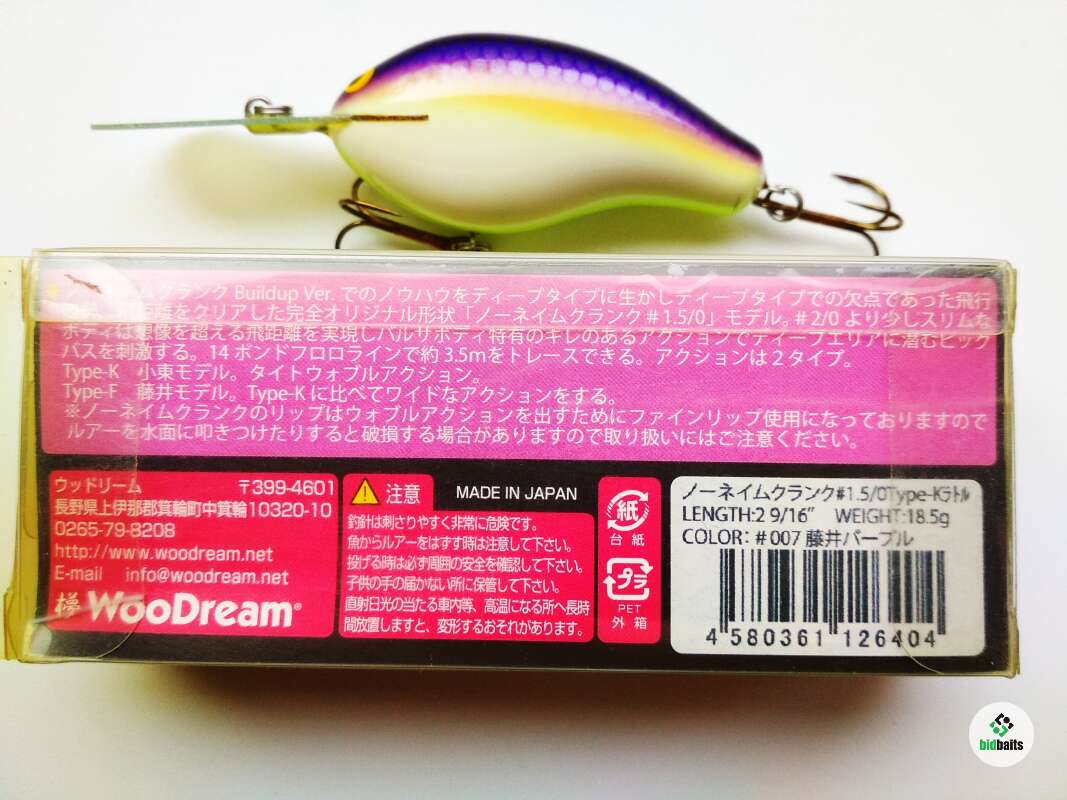 ムクランク Buildup Ver. でのノウハウをディープタイプに生かしディープタイプでの欠点であった飛行
をクリアした完全オリジナル形状「ノーネイムクランク#1.5/0」モデル。#2/0 より少しスリムな
ボディは想像を超える飛距離を実現しバルサボディ特有のキレのあるアクションでディープエリアに潜むビッグ
バスを刺激する。14 ポンドフロロラインで約 3.5mをトレースできる。アクションは2タイプ。
Type-K　小東モデル。タイトウォブルアクション。
Type-F　藤井モデル。Type-K に比べてワイドなアクションをする。
※ノーネイムクランクのリップはウォブルアクションを出すためにファインリップ使用になっておりますので
ルアーを水面に叩きつけたりすると破損する場合がありますので取り扱いにはご注意ください。
ウッドリーム　〒399-4601
長野県上伊那郡箕輪町中箕輪10320-10
0265-79-8208
http://www.woodream.net
E-mail　info@woodream.net
WooDream®
注意
MADE IN JAPAN
釣針は刺さりやすく非常に危険です。
魚からルアーをはずす時は注意して下さい。
投げる時は必ず周囲の安全を確認して下さい。
子供の手の届かない所に保管して下さい。
直射日光の当たる車内等、高温になる所へ長時
間放置しますと、変形するおそれがあります。
紙
台 紙
プラ
PET
外 箱
ノーネイムクランク#1.5/0Type-Kラトル
LENGTH:2 9/16”　WEIGHT:18.5g
COLOR: #007 藤井パープル
4 580361 126404
bidbaits